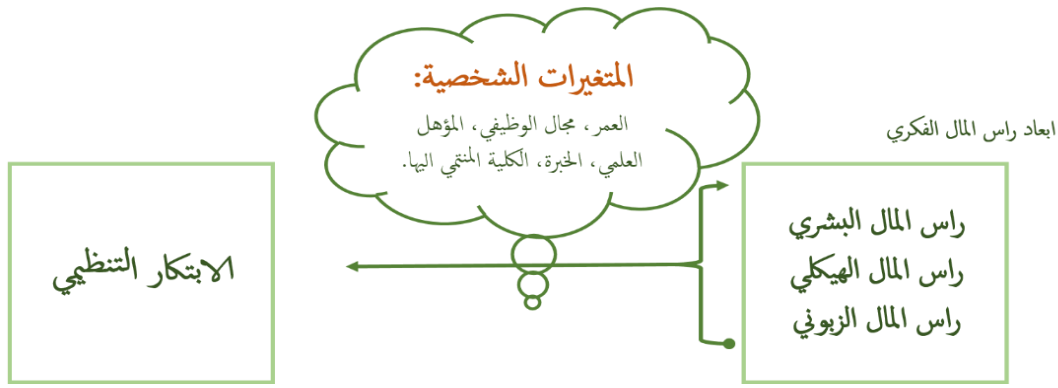 المتغيرات الشخصية:
العمر، مجال الوظيفي، المؤهل
العلمي، الخبرة، الكلية المنتمي اليها.
ابعاد راس المال الفكري
راس المال البشري
راس المال الهيكلي
راس المال الزبوني
الابتكار التنظيمي